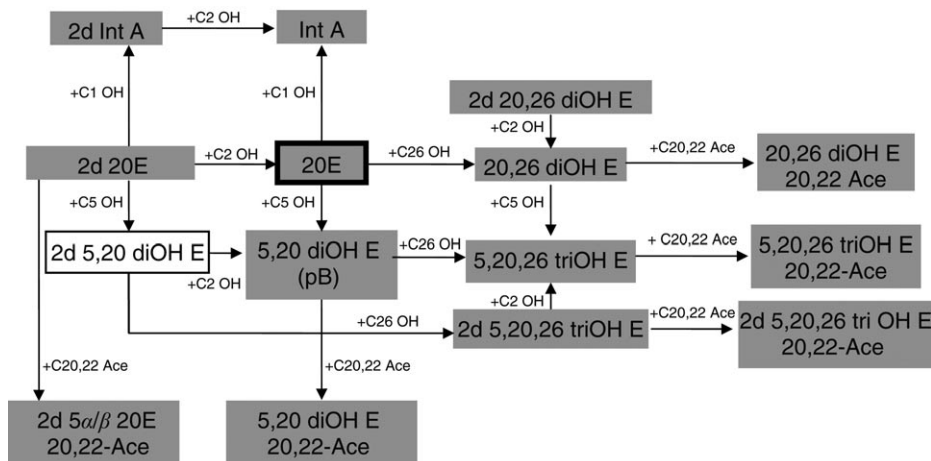 +C2 OH
2d Int A
Int A
+C1 OH
+C1 OH
2d 20,26 diOH E
+C2 OH
2d 20E
+C2 OH
20E
+C26 OH
20,26 diOH E
+C20,22 Ace
20,26 diOH E
20,22 Ace
+C5 OH
+C5 OH
+C5 OH
2d 5,20 diOH E
+C2 OH
5,20 diOH E
(pB)
+C26 OH
5,20,26 triOH E
+ C20,22 Ace
5,20,26 triOH E
20,22-Ace
+C2 OH
+C26 OH
2d 5,20,26 triOH E
+C20,22 Ace
2d 5,20,26 tri OH E
20,22-Ace
+C20,22 Ace
+C20,22 Ace
2d 5α/β 20E
20,22-Ace
5,20 diOH E
20,22-Ace